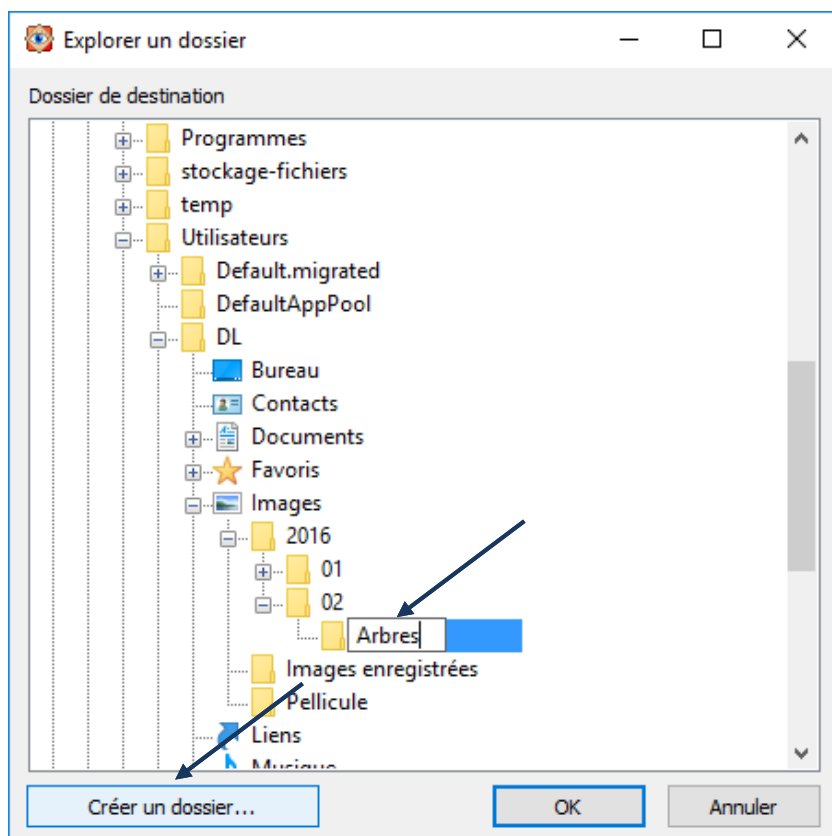 Explorer un dossier
Dossier de destination
Programmes
stockage-fichiers
temp
Utilisateurs
Default.migrated
DefaultAppPool
DL
Bureau
Contacts
Documents
Favoris
Images
2016
01
02
Arbres
Images enregistrées
Pellicule
Liens
Musique
Créer un dossier... OK Annuler